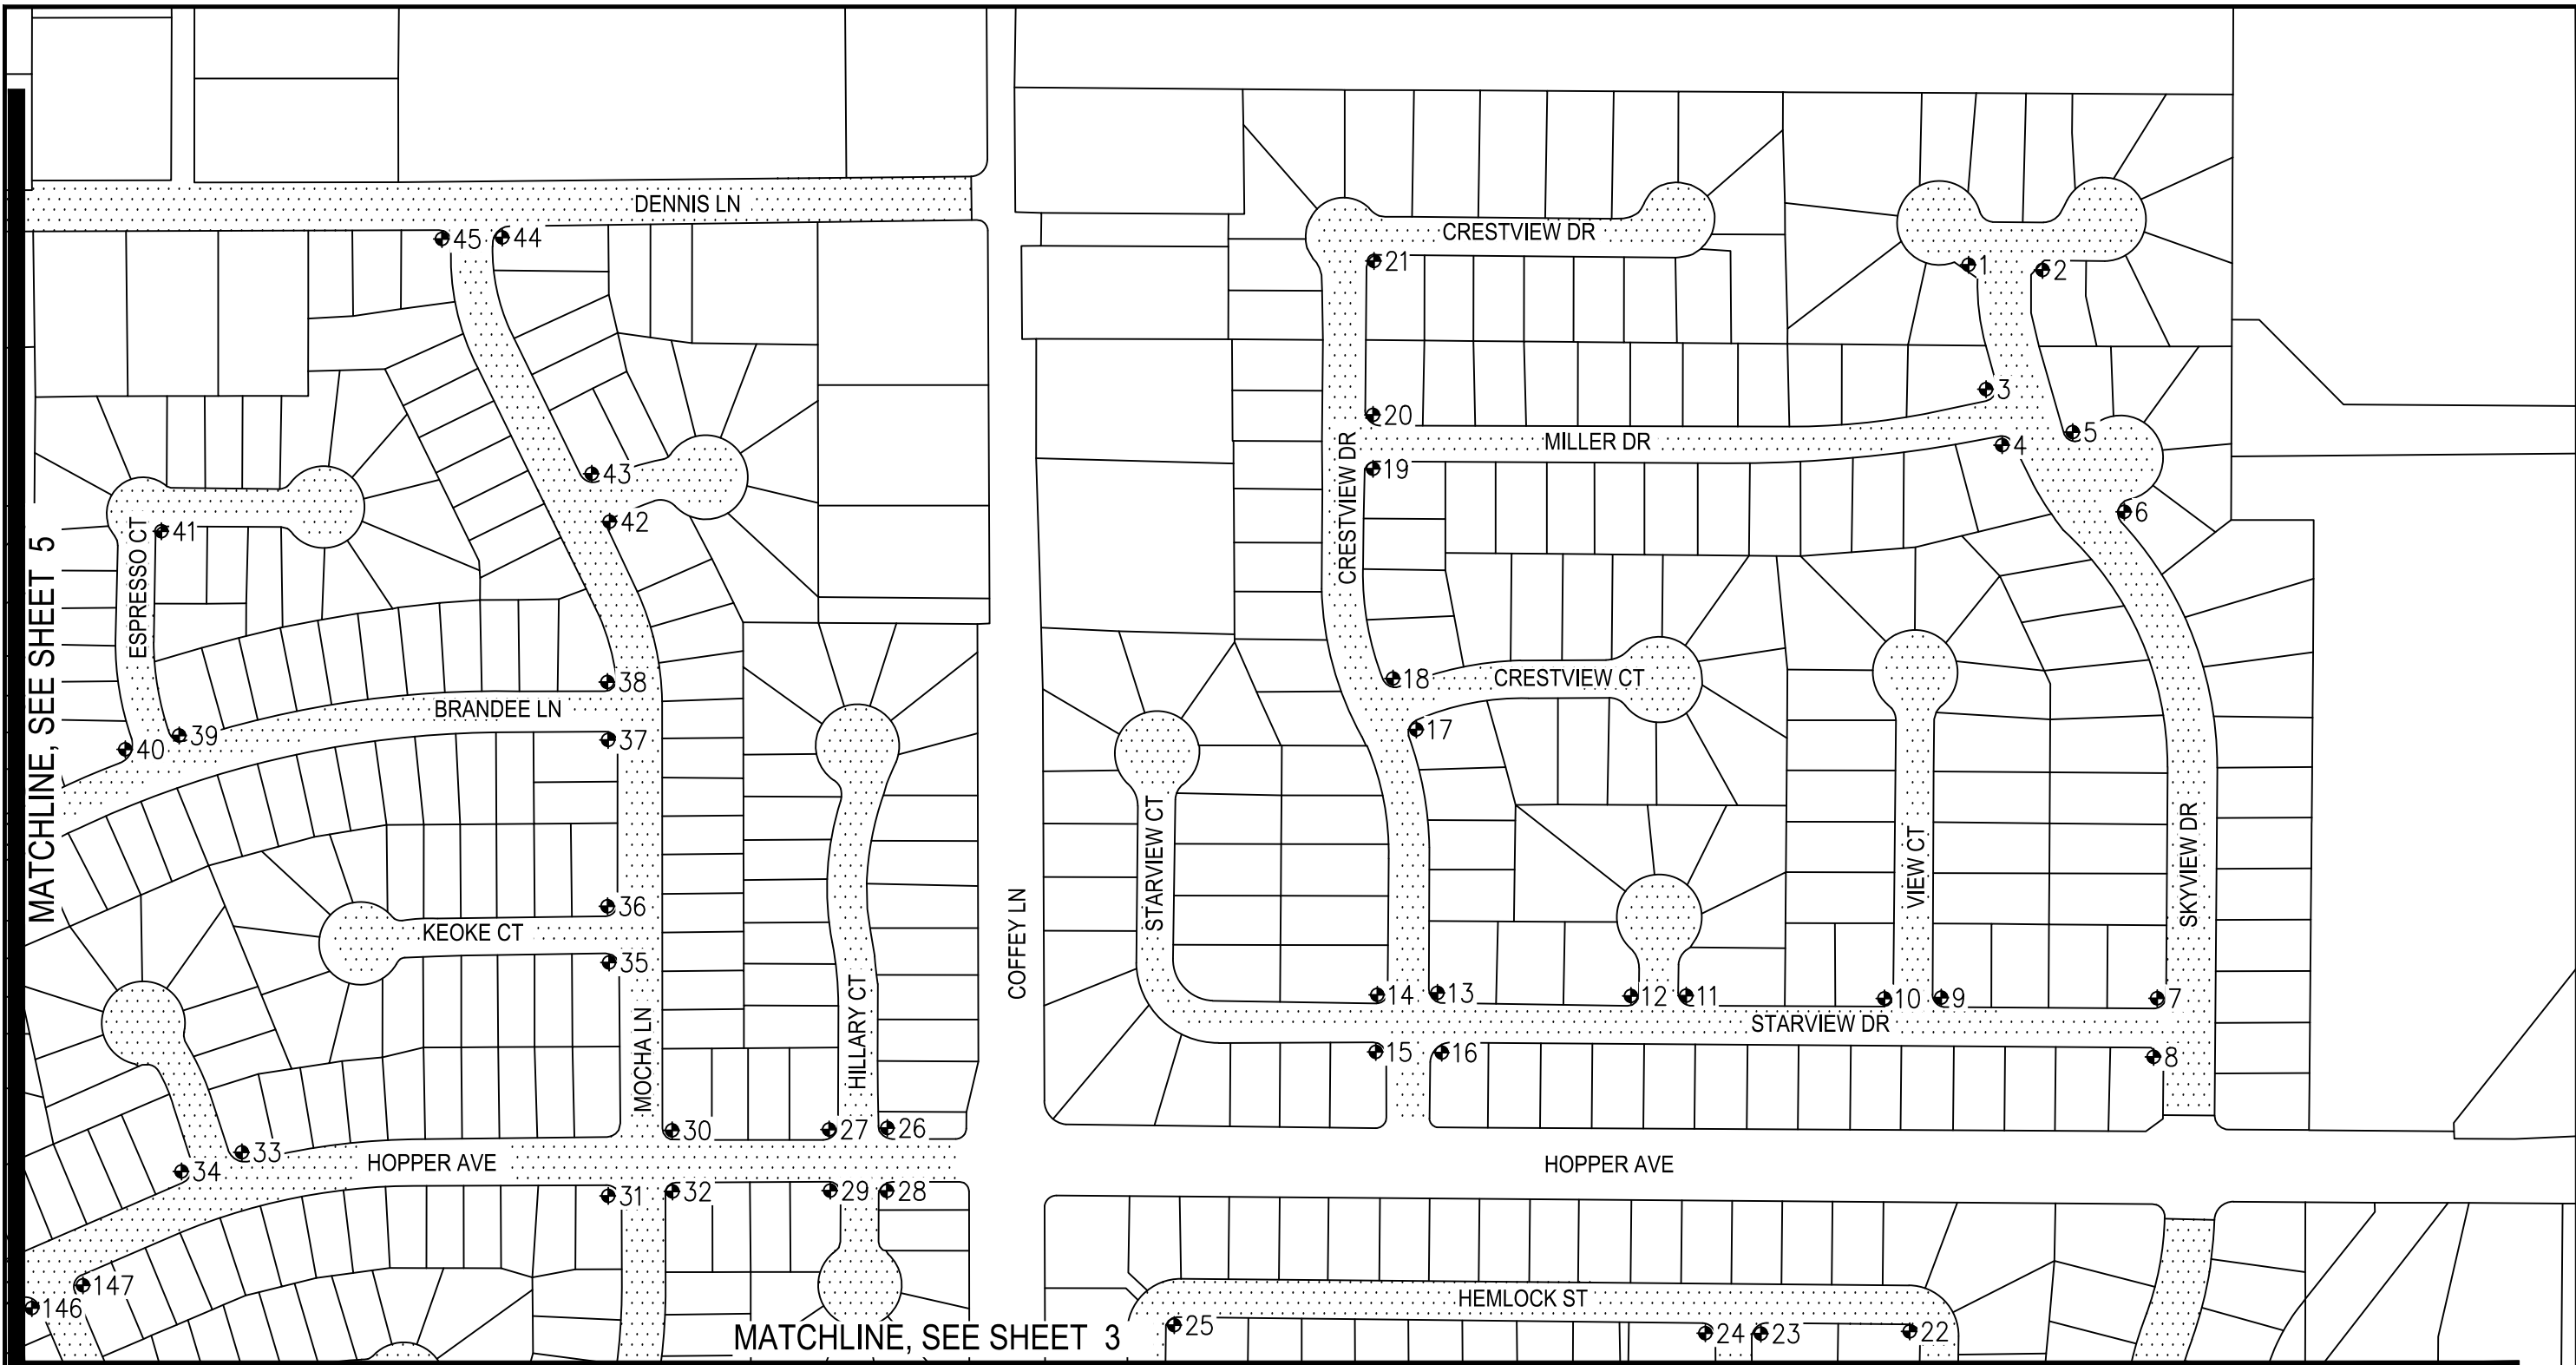 DENNIS LN
45
44
CRESTVIEW DR
21
1
2
3
20
MILLER DR
4
5
19
43
CRESTVIEW DR
6
42
41
ESPRESSO CT
MATCHLINE, SEE SHEET 5
38
18
CRESTVIEW CT
BRANDEE LN
17
39
40
37
STARVIEW CT
VIEW CT
SKYVIEW DR
36
KEOKE CT
COFFEY LN
35
14
13
12
11
10
9
7
STARVIEW DR
HILLARY CT
MOCHA LN
15
16
8
30
27
26
33
34
HOPPER AVE
HOPPER AVE
31
32
29
28
147
146
HEMLOCK ST
25
24
23
22
MATCHLINE, SEE SHEET 3